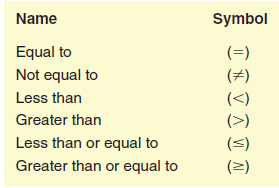 Name Symbol
Equal to (=)
Not equal to (≠)
Less than (<)
Greater than (>)
Less than or equal to (≤)
Greater than or equal to (≥)